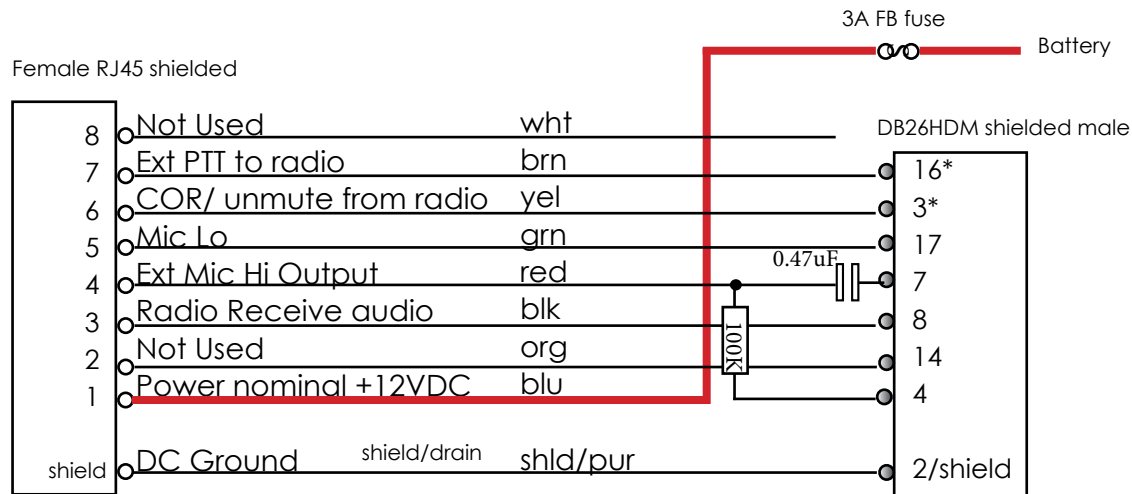 3A FB fuse
Battery
Female RJ45 shielded
DB26HDM shielded male
8 Not Used wht
7 Ext PTT to radio brn 16*
6 COR/ unmute from radio yel 3*
5 Mic Lo grn 17
0.47uF
4 Ext Mic Hi Output red 7
3 Radio Receive audio blk 8
100K
2 Not Used org 14
1 Power nominal +12VDC blu 4
shield DC Ground shield/drain shld/pur 2/shield